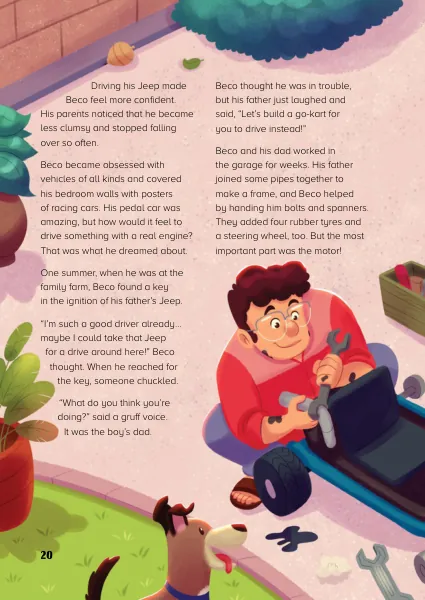 Driving his Jeep made
Beco feel more confident.
His parents noticed that he became
less clumsy and stopped falling
over so often.
Beco became obsessed with
vehicles of all kinds and covered
his bedroom walls with posters
of racing cars. His pedal car was
amazing, but how would it feel to
drive something with a real engine?
That was what he dreamed about.
One summer, when he was at the
family farm, Beco found a key
in the ignition of his father's Jeep.
"I'm such a good driver already...
maybe I could take that Jeep
for a drive around here!" Beco
thought. When he reached for
the key, someone chuckled.
"What do you think you're
doing?" said a gruff voice.
It was the boy's dad.
Beco thought he was in trouble,
but his father just laughed and
said, "Let's build a go-kart for
you to drive instead!"
Beco and his dad worked in
the garage for weeks. His father
joined some pipes together to
make a frame, and Beco helped
by handing him bolts and spanners.
They added four rubber tyres and
a steering wheel, too. But the most
important part was the motor!
20